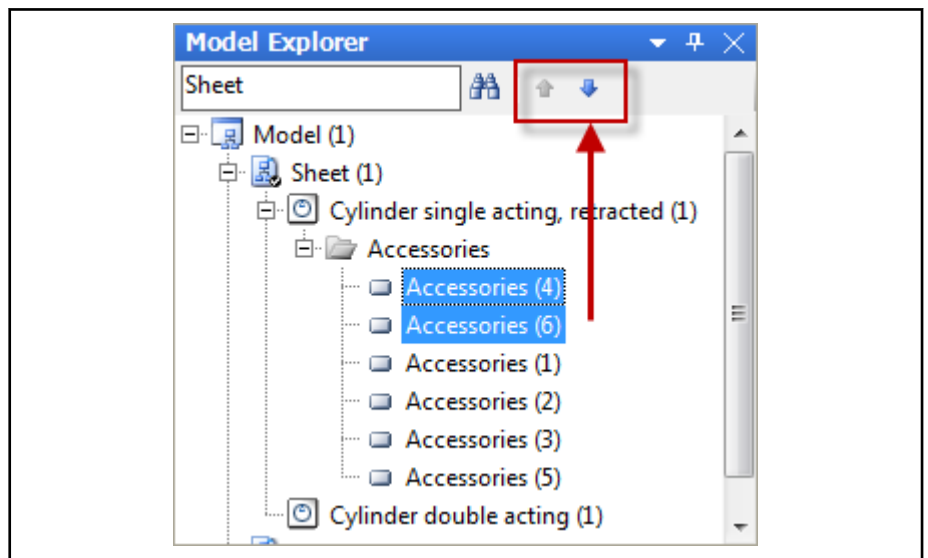 Model Explorer
Sheet
Model (1)
Sheet (1)
Cylinder single acting, retracted (1)
Accessories
Accessories (4)
Accessories (6)
Accessories (1)
Accessories (2)
Accessories (3)
Accessories (5)
Cylinder double acting (1)